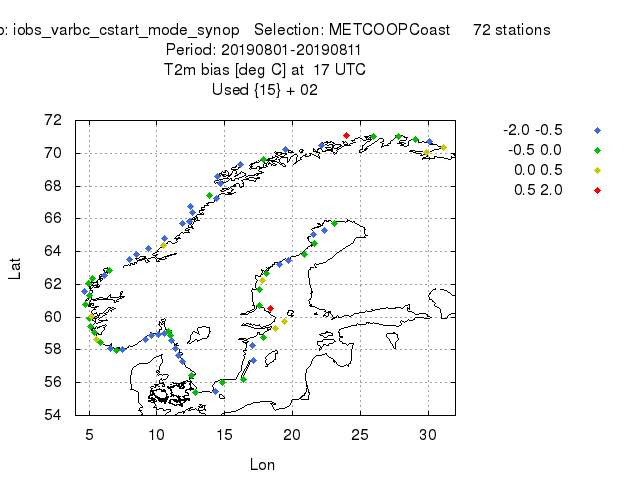 : iobs_varbc_cstart_mode_synop Selection: METCOOPCoast 72 stations
Period: 20190801-20190811
T2m bias [deg C] at 17 UTC
Used {15} + 02
72
70
68
66
64
62
60
58
56
54
5 10 15 20 25 30
Lat
Lon
-2.0 -0.5
-0.5 0.0
0.0 0.5
0.5 2.0